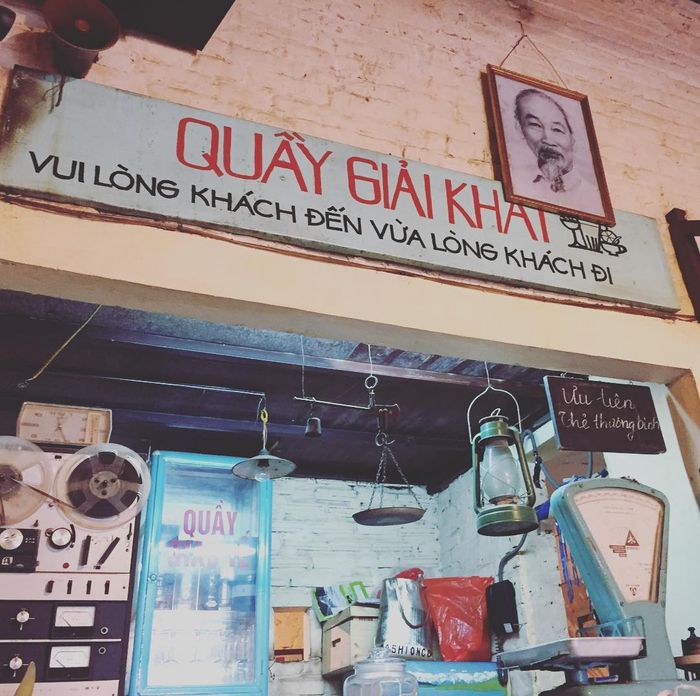 QUẦY GIẢI KHÁT
VUI LÒNG KHÁCH ĐẾN VỪA LÒNG KHÁCH ĐI
Ưu tiên
Thẻ thương binh
QUẦY